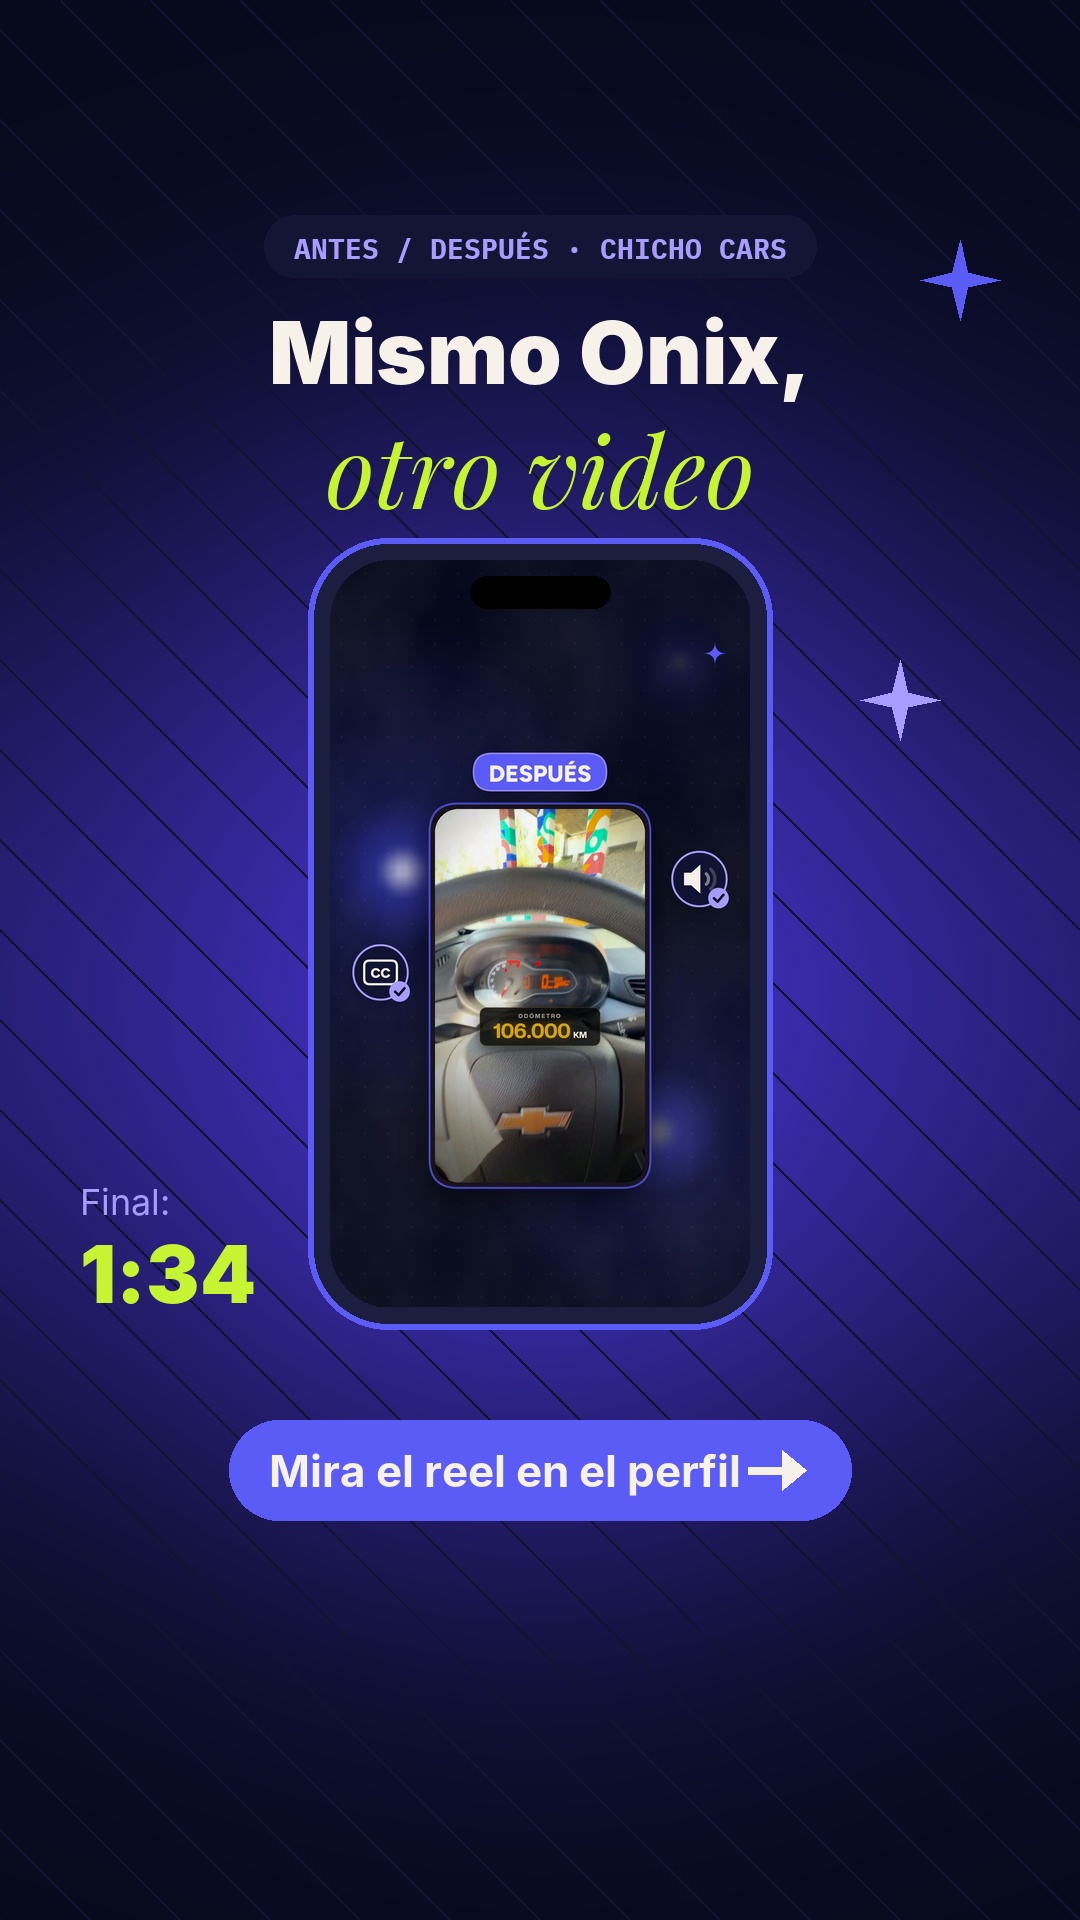 ANTES / DESPUÉS · CHICHO CARS
Mismo Onix,
otro video
DESPUÉS
CC
ODÓMETRO
106.000 KM
Final:
1:34
Mira el reel en el perfil